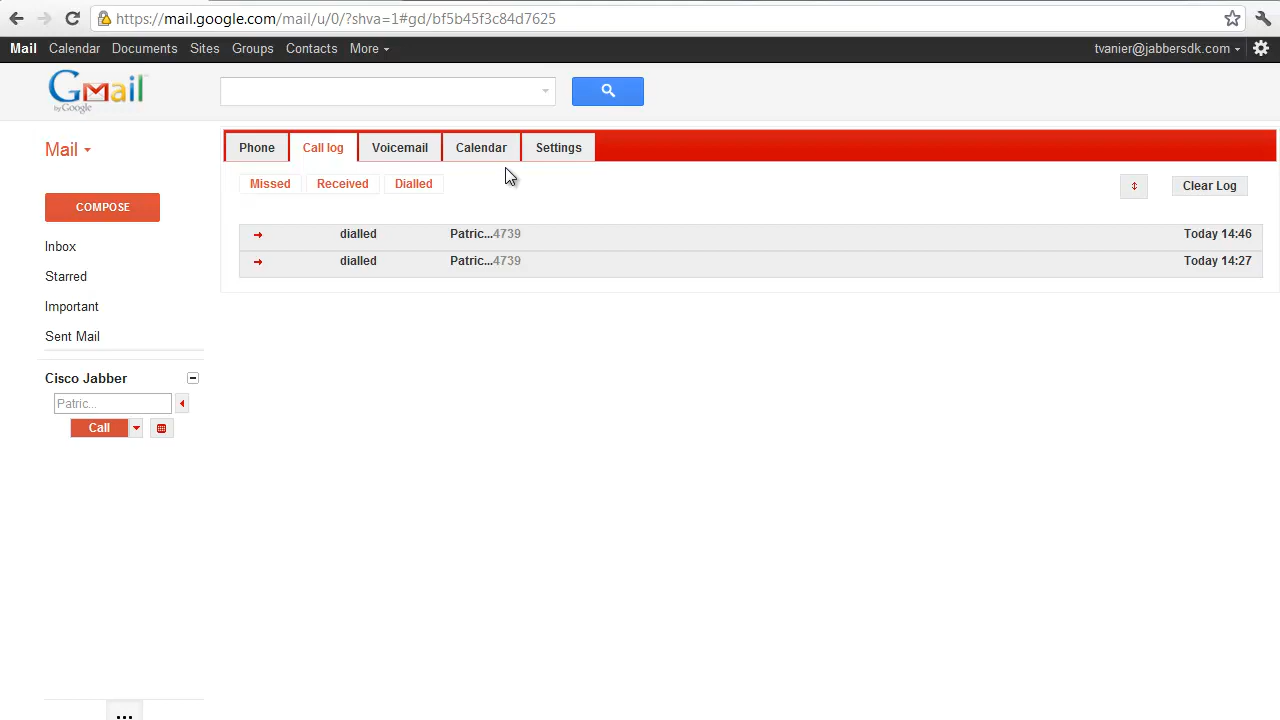 https://mail.google.com/mail/u/0/?shva=1#gd/bf5b45f3c84d7625
Mail Calendar Documents Sites Groups Contacts More tvanier@jabbersdk.com
Gmail
by Google
Mail
Phone Call log Voicemail Calendar Settings
Missed Received Dialled Clear Log
COMPOSE
dialled Patric...4739 Today 14:46
dialled Patric...4739 Today 14:27
Inbox
Starred
Important
Sent Mail
Cisco Jabber
Patric...
Call
...